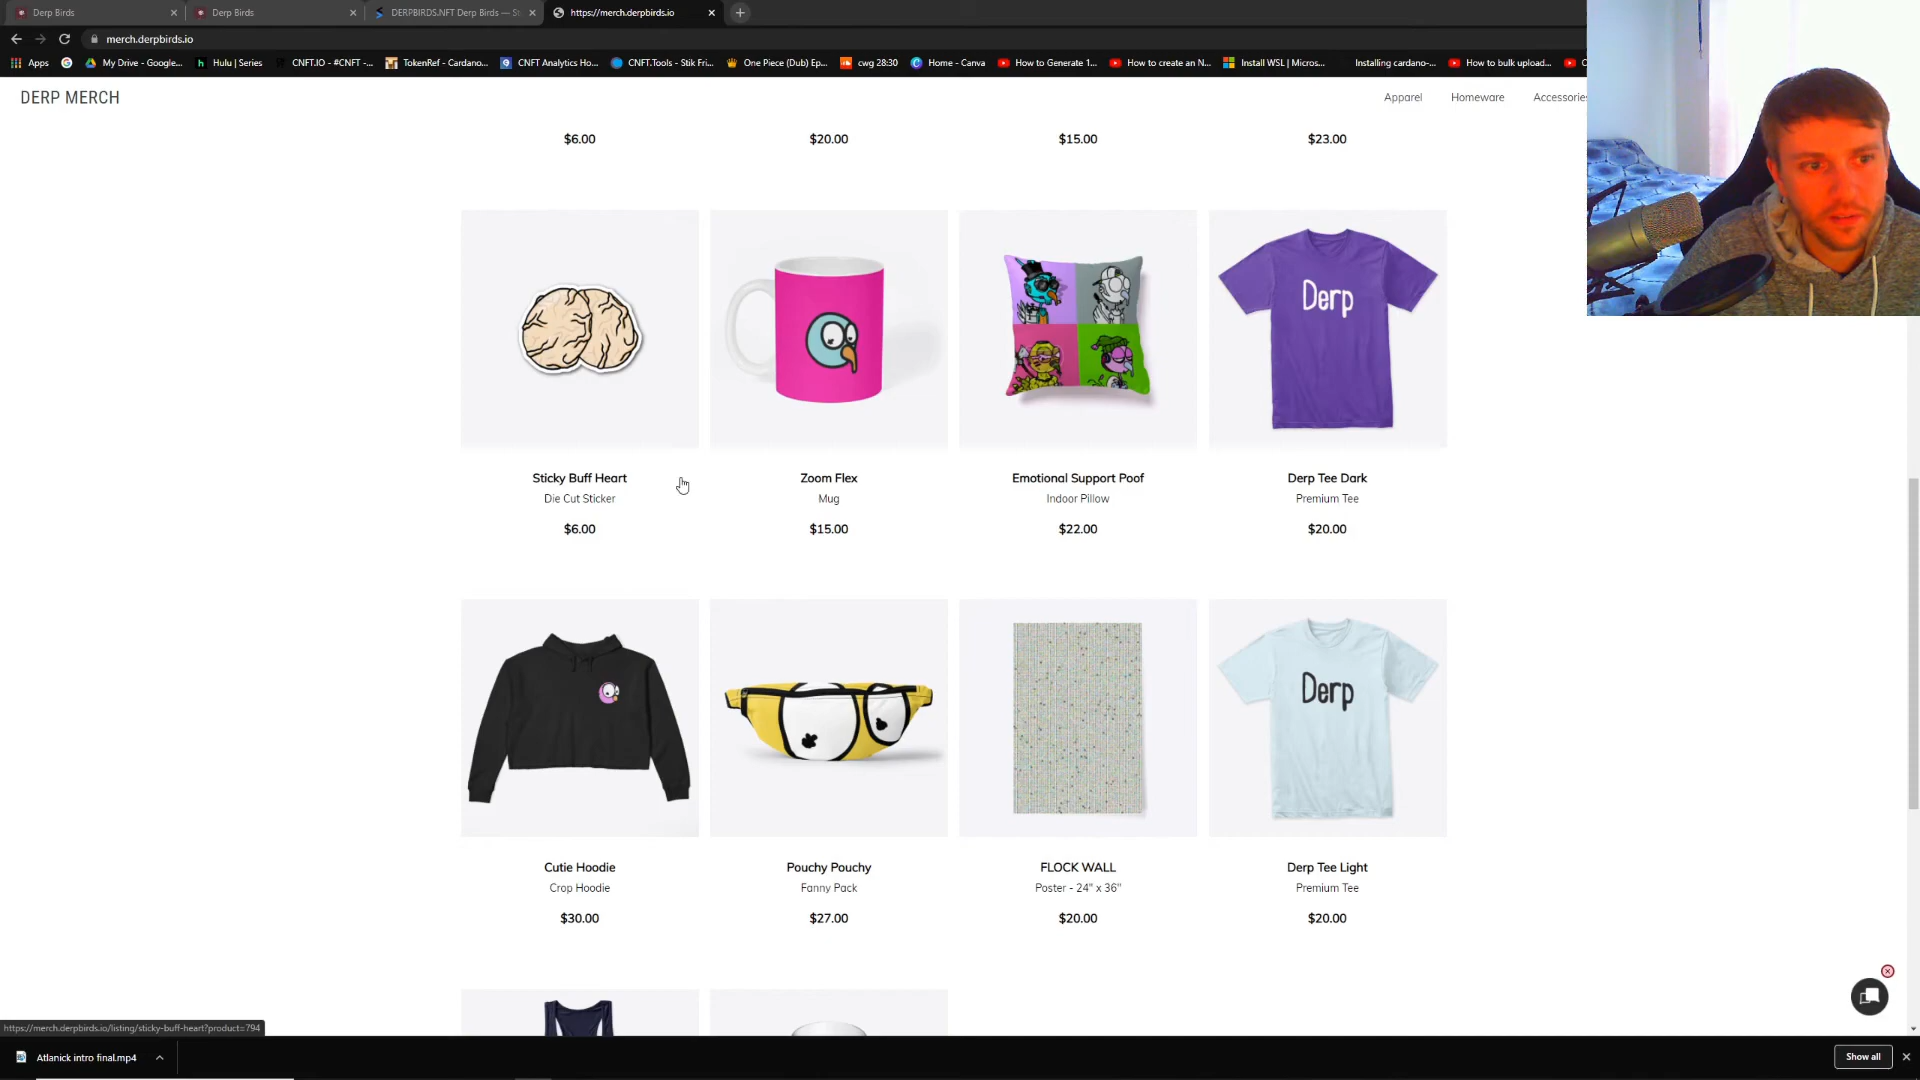 Derp Birds
Derp Birds
DERPBIRDS.NFT Derp Birds — St
https://merch.derpbirds.io
merch.derpbirds.io
Apps
My Drive - Google...
Hulu | Series
CNFT.IO - #CNFT -...
TokenRef - Cardano...
CNFT Analytics Ho...
CNFT.Tools - Stik Fri...
One Piece (Dub) Ep...
cwg 28:30
Home - Canva
How to Generate 1...
How to create an N...
Install WSL | Micros...
Installing cardano-...
How to bulk upload...
DERP MERCH
Apparel
Homeware
Accessories
$6.00
$20.00
$15.00
$23.00
Derp
Sticky Buff Heart
Die Cut Sticker
$6.00
Zoom Flex
Mug
$15.00
Emotional Support Poof
Indoor Pillow
$22.00
Derp Tee Dark
Premium Tee
$20.00
Derp
Cutie Hoodie
Crop Hoodie
$30.00
Pouchy Pouchy
Fanny Pack
$27.00
FLOCK WALL
Poster - 24" x 36"
$20.00
Derp Tee Light
Premium Tee
$20.00
https://merch.derpbirds.io/listing/sticky-buff-heart?product=794
Atlanick intro final.mp4
Show all